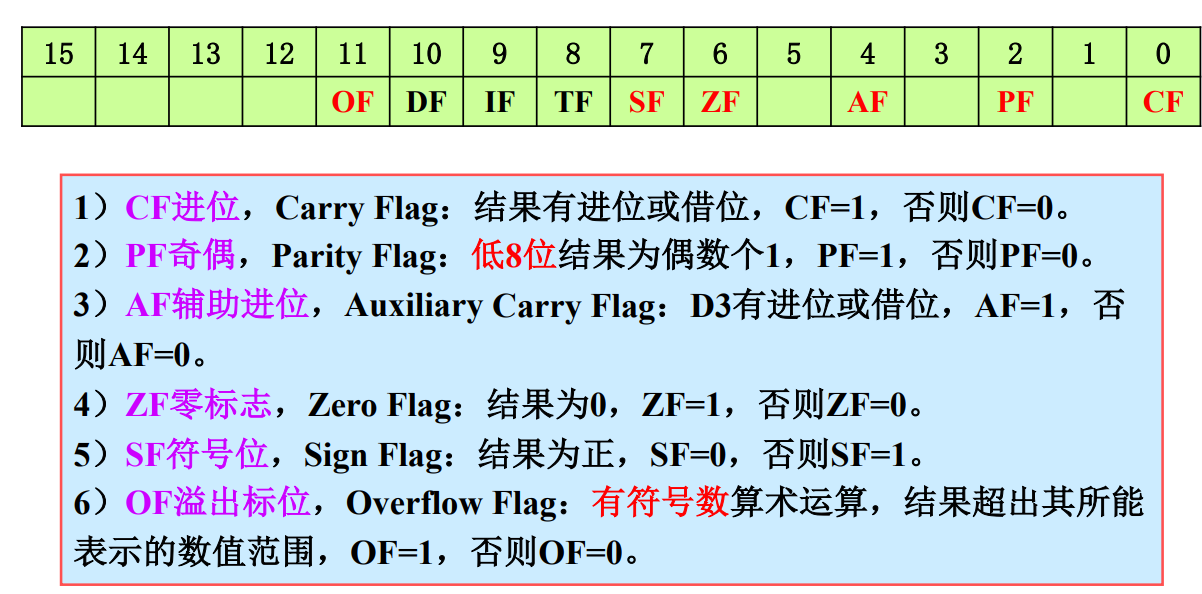 15 14 13 12 11 10 9 8 7 6 5 4 3 2 1 0
OF DF IF TF SF ZF AF PF CF
1）CF进位，Carry Flag：结果有进位或借位，CF=1，否则CF=0。
2）PF奇偶，Parity Flag：低8位结果为偶数个1，PF=1，否则PF=0。
3）AF辅助进位，Auxiliary Carry Flag：D3有进位或借位，AF=1，否
则AF=0。
4）ZF零标志，Zero Flag：结果为0，ZF=1，否则ZF=0。
5）SF符号位，Sign Flag：结果为正，SF=0，否则SF=1。
6）OF溢出标位，Overflow Flag：有符号数算术运算，结果超出其所能
表示的数值范围，OF=1，否则OF=0。